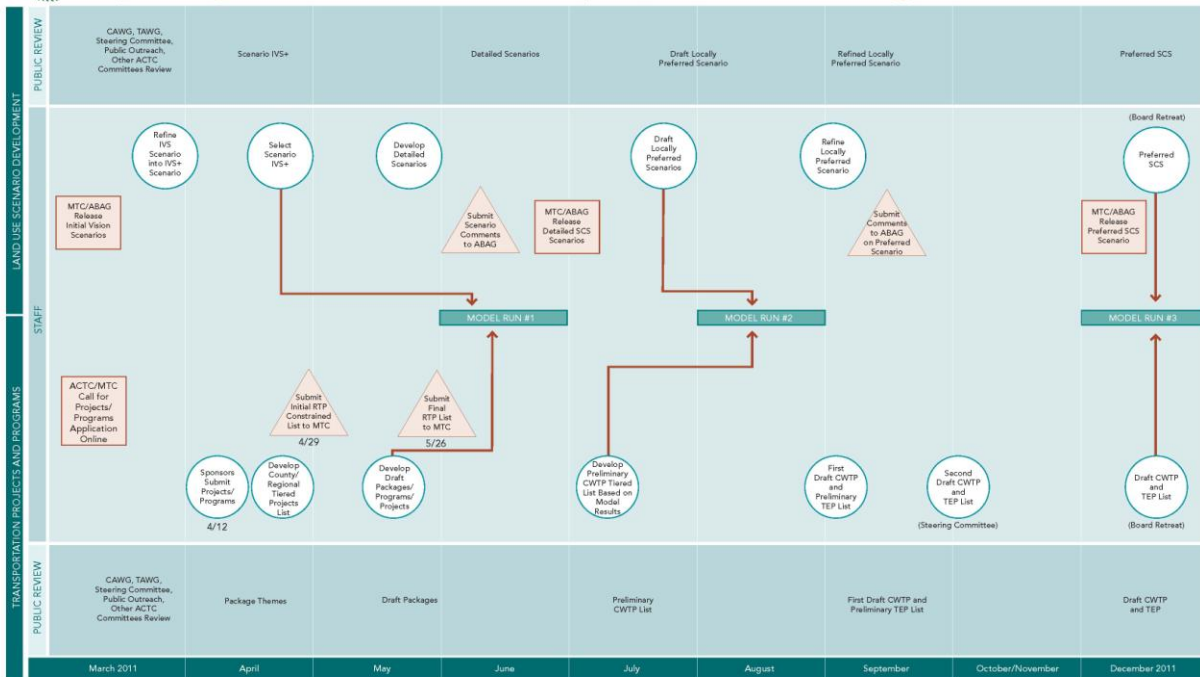 LAND USE SCENARIO DEVELOPMENT
PUBLIC REVIEW
CAWG, TAWG,
Steering Committee,
Public Outreach,
Other ACTC
Committees Review
Scenario IVS+
Detailed Scenarios
Draft Locally
Preferred Scenario
Refined Locally
Preferred Scenario
Preferred SCS
STAFF
Refine
IVS
Scenario
into IVS+
Scenario
Select
Scenario
IVS+
Develop
Detailed
Scenarios
Draft
Locally
Preferred
Scenarios
Refine
Locally
Preferred
Scenario
(Board Retreat)
Preferred
SCS
MTC/ABAG
Release
Initial Vision
Scenarios
Submit
Scenario
Comments
to ABAG
MTC/ABAG
Release
Detailed SCS
Scenarios
Submit
Comments
to ABAG
on Preferred
Scenario
MTC/ABAG
Release
Preferred SCS
Scenario
MODEL RUN #1
MODEL RUN #2
MODEL RUN #3
TRANSPORTATION PROJECTS AND PROGRAMS
ACTC/MTC
Call for
Projects/
Programs
Application
Online
Submit
Initial RTP
Constrained
List to MTC
4/29
Submit
Final
RTP List
to MTC
5/26
Sponsors
Submit
Projects/
Programs
4/12
Develop
County/
Regional
Tiered
Projects
List
Develop
Draft
Packages/
Programs/
Projects
Develop
Preliminary
CWTP Tiered
List Based on
Model
Results
First
Draft CWTP
and
Preliminary
TEP List
Second
Draft CWTP
and
TEP List
(Steering Committee)
Draft CWTP
and
TEP List
(Board Retreat)
PUBLIC REVIEW
CAWG, TAWG,
Steering Committee,
Public Outreach,
Other ACTC
Committees Review
Package Themes
Draft Packages
Preliminary
CWTP List
First Draft CWTP and
Preliminary TEP List
Draft CWTP
and TEP
March 2011
April
May
June
July
August
September
October/November
December 2011